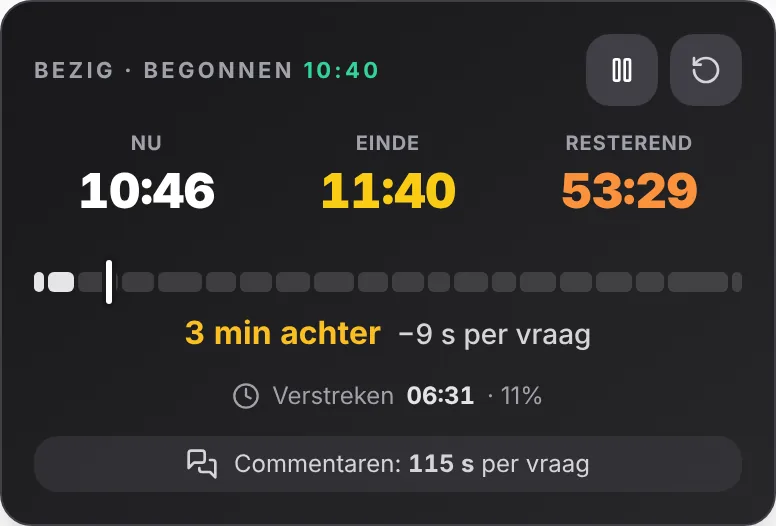 BEZIG · BEGONNEN 10:40
NU EINDE RESTEREND
10:46 11:40 53:29
3 min achter −9 s per vraag
Verstreken 06:31 · 11%
Commentaren: 115 s per vraag